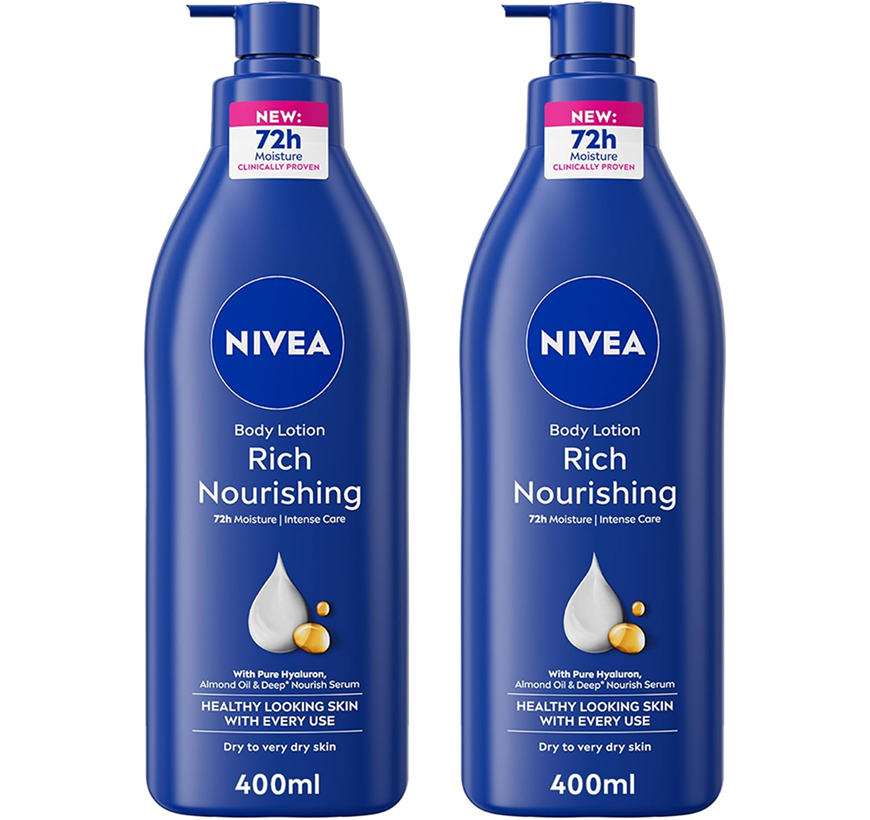 NEW:
72h
Moisture
CLINICALLY PROVEN
NIVEA
Body Lotion
Rich
Nourishing
72h Moisture | Intense Care
With Pure Hyaluron,
Almond Oil & Deep* Nourish Serum
HEALTHY LOOKING SKIN
WITH EVERY USE
Dry to very dry skin
400ml
NEW:
72h
Moisture
CLINICALLY PROVEN
NIVEA
Body Lotion
Rich
Nourishing
72h Moisture | Intense Care
With Pure Hyaluron,
Almond Oil & Deep* Nourish Serum
HEALTHY LOOKING SKIN
WITH EVERY USE
Dry to very dry skin
400ml